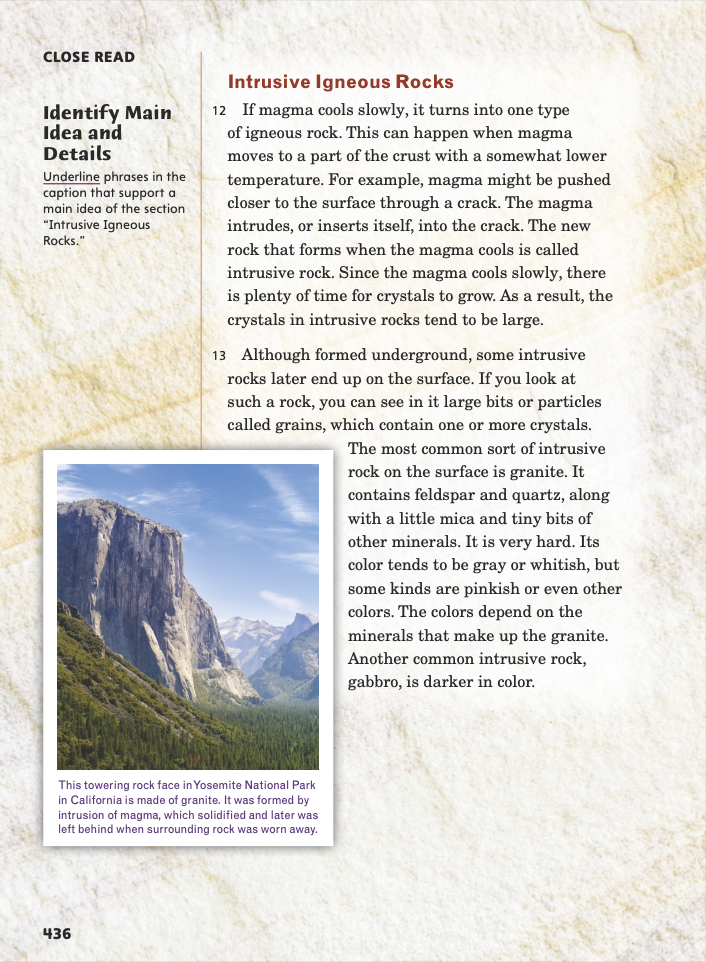 CLOSE READ
Identify Main
Idea and
Details
Underline phrases in the
caption that support a
main idea of the section
“Intrusive Igneous
Rocks.”
Intrusive Igneous Rocks
12 If magma cools slowly, it turns into one type
of igneous rock. This can happen when magma
moves to a part of the crust with a somewhat lower
temperature. For example, magma might be pushed
closer to the surface through a crack. The magma
intrudes, or inserts itself, into the crack. The new
rock that forms when the magma cools is called
intrusive rock. Since the magma cools slowly, there
is plenty of time for crystals to grow. As a result, the
crystals in intrusive rocks tend to be large.
13 Although formed underground, some intrusive
rocks later end up on the surface. If you look at
such a rock, you can see in it large bits or particles
called grains, which contain one or more crystals.
The most common sort of intrusive
rock on the surface is granite. It
contains feldspar and quartz, along
with a little mica and tiny bits of
other minerals. It is very hard. Its
color tends to be gray or whitish, but
some kinds are pinkish or even other
colors. The colors depend on the
minerals that make up the granite.
Another common intrusive rock,
gabbro, is darker in color.
This towering rock face in Yosemite National Park
in California is made of granite. It was formed by
intrusion of magma, which solidified and later was
left behind when surrounding rock was worn away.
436